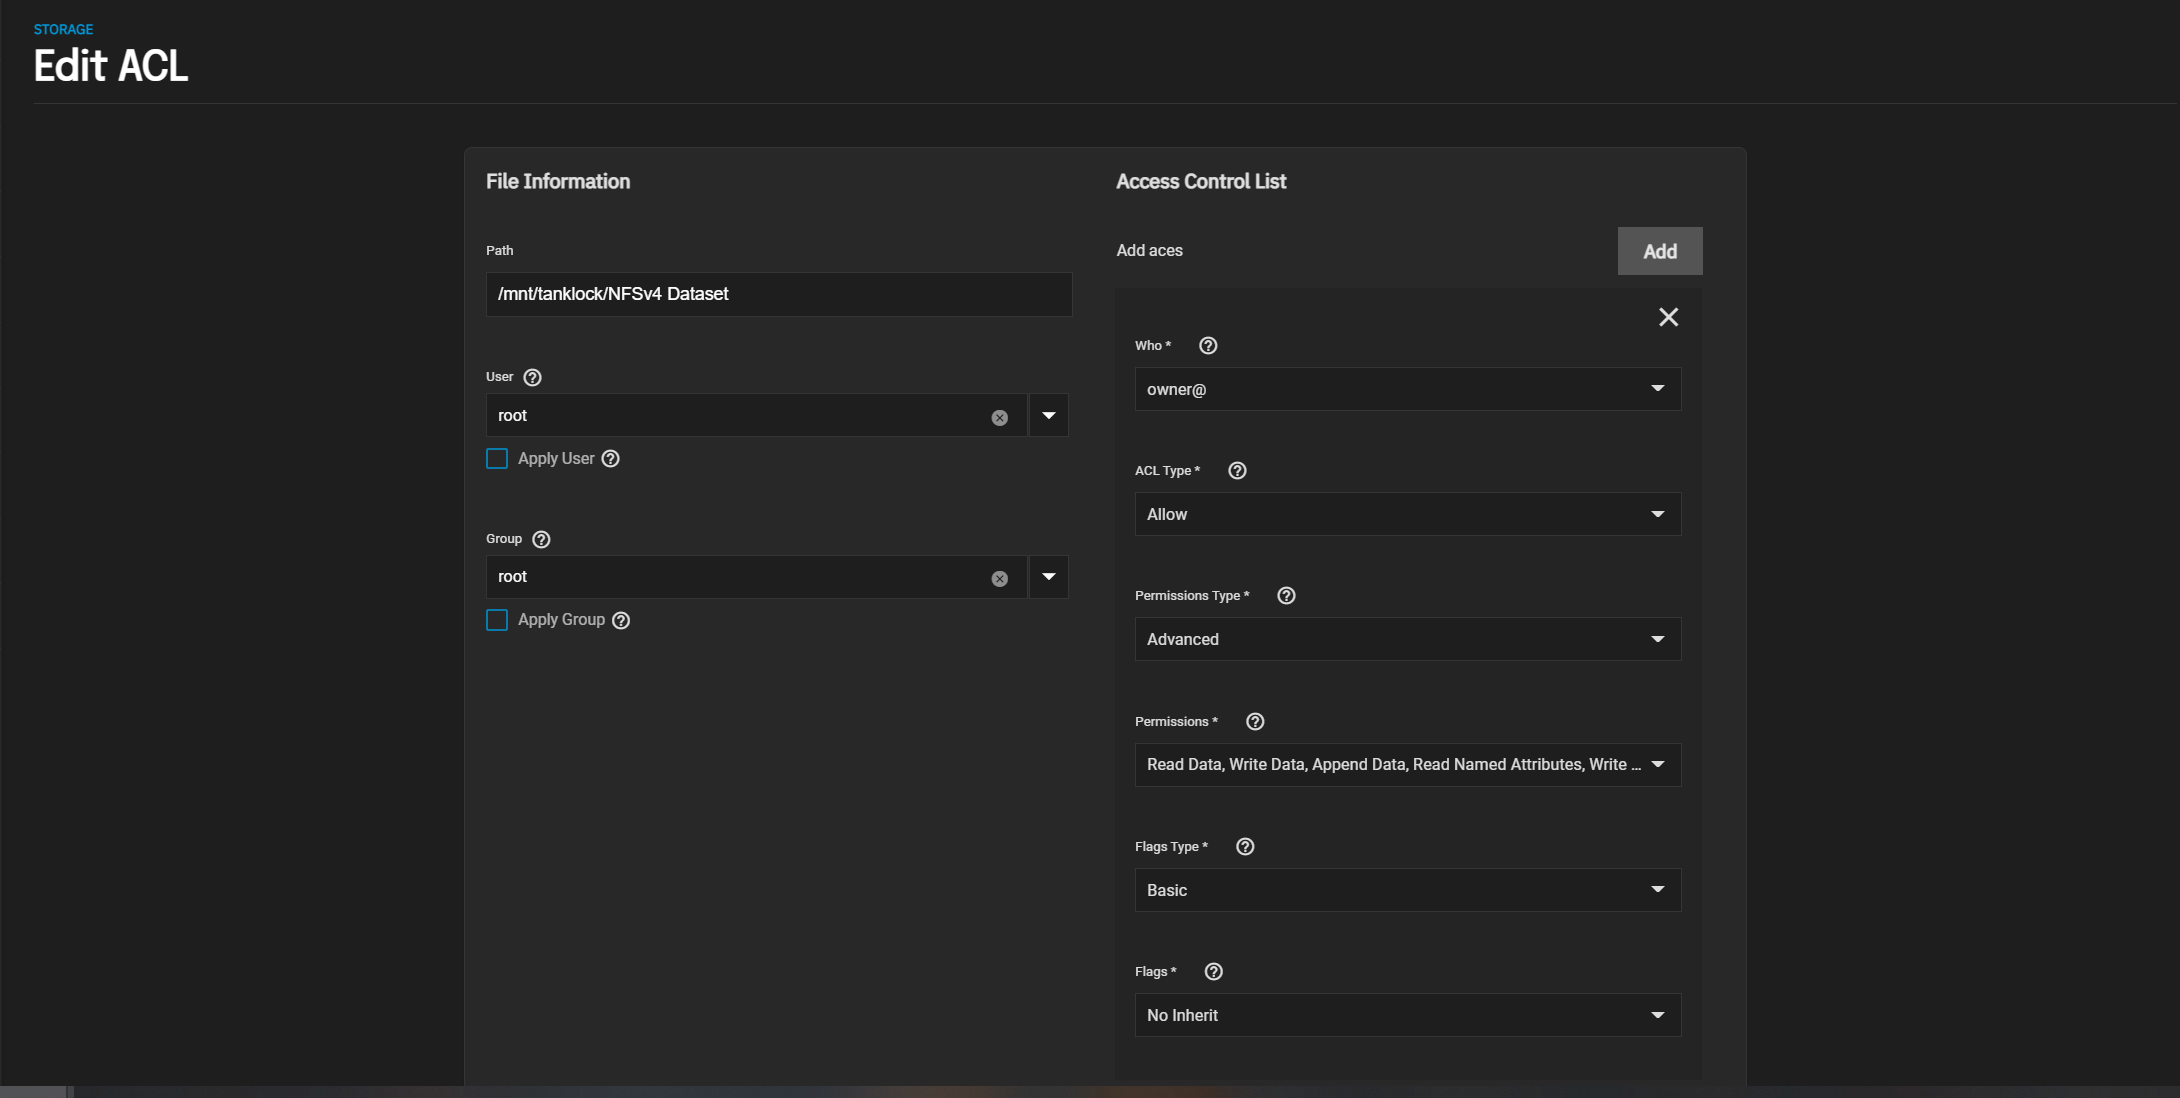 STORAGE
Edit ACL
File Information
Path
/mnt/tanklock/NFSv4 Dataset
User
root
Apply User
Group
root
Apply Group
Access Control List
Add aces
Add
Who *
owner@
ACL Type *
Allow
Permissions Type *
Advanced
Permissions *
Read Data, Write Data, Append Data, Read Named Attributes, Write ...
Flags Type *
Basic
Flags *
No Inherit